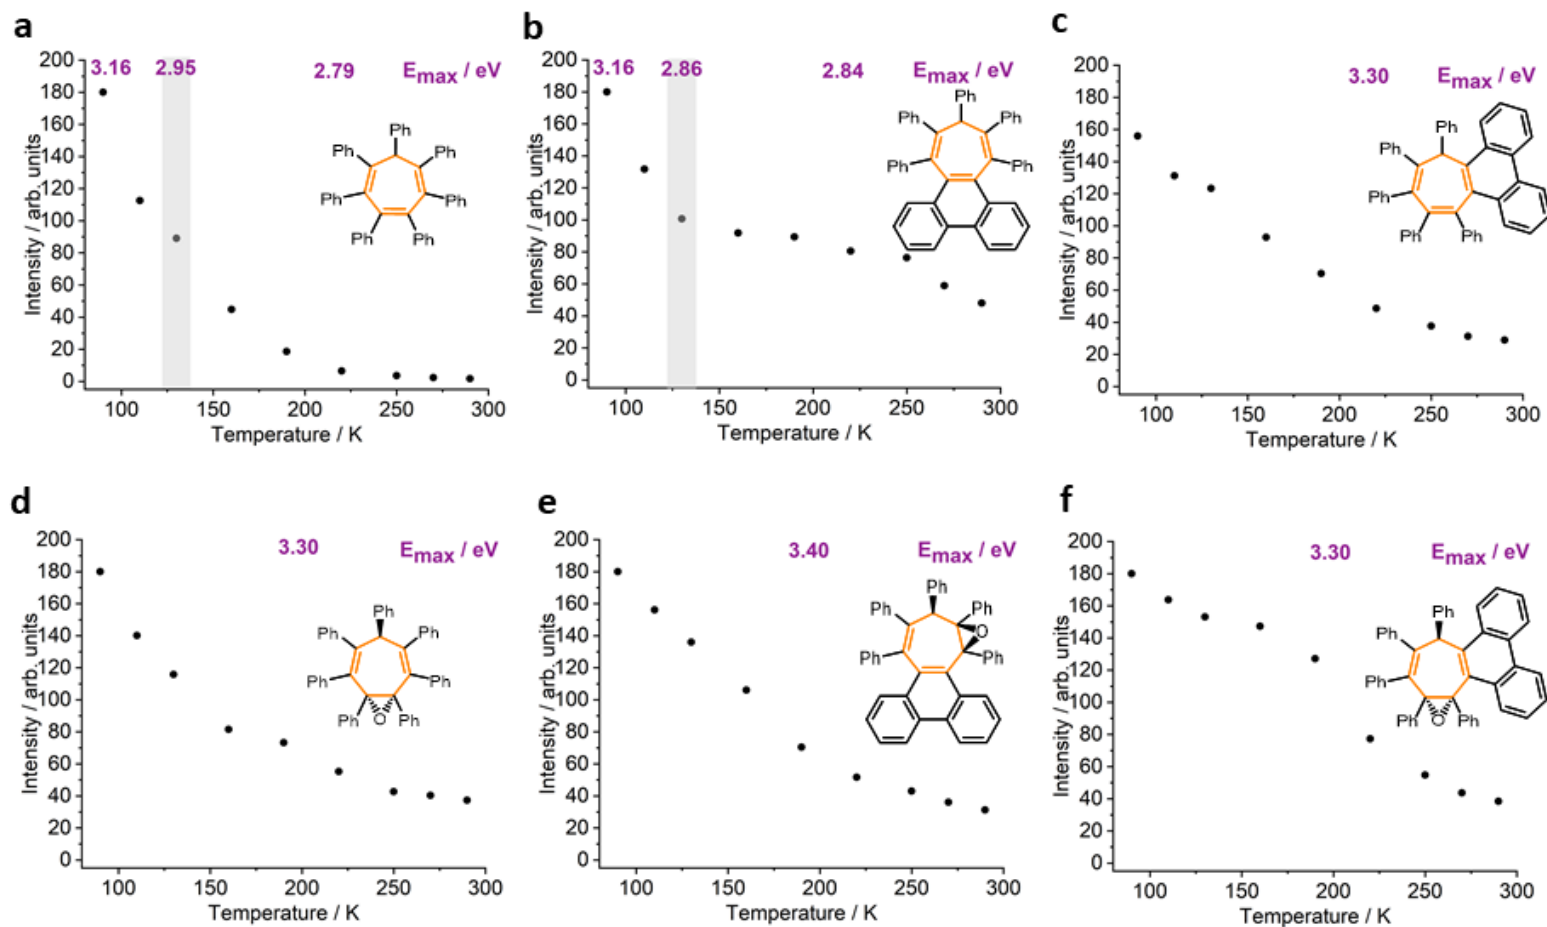 a
3.16 2.95 2.79 Emax / eV
200
180
160
140
120
100
80
60
40
20
0
Intensity / arb. units
100 150 200 250 300
Temperature / K
Ph
Ph Ph
Ph Ph
Ph Ph
b
3.16 2.86 2.84 Emax / eV
200
180
160
140
120
100
80
60
40
20
0
Intensity / arb. units
100 150 200 250 300
Temperature / K
Ph
Ph Ph
Ph Ph
c
3.30 Emax / eV
200
180
160
140
120
100
80
60
40
20
0
Intensity / arb. units
100 150 200 250 300
Temperature / K
Ph
Ph
Ph
Ph Ph
d
3.30 Emax / eV
200
180
160
140
120
100
80
60
40
20
0
Intensity / arb. units
100 150 200 250 300
Temperature / K
Ph
Ph Ph
Ph Ph
Ph O Ph
e
3.40 Emax / eV
200
180
160
140
120
100
80
60
40
20
0
Intensity / arb. units
100 150 200 250 300
Temperature / K
Ph
Ph Ph
O
Ph Ph
f
3.30 Emax / eV
200
180
160
140
120
100
80
60
40
20
0
Intensity / arb. units
100 150 200 250 300
Temperature / K
Ph
Ph
Ph
Ph O Ph